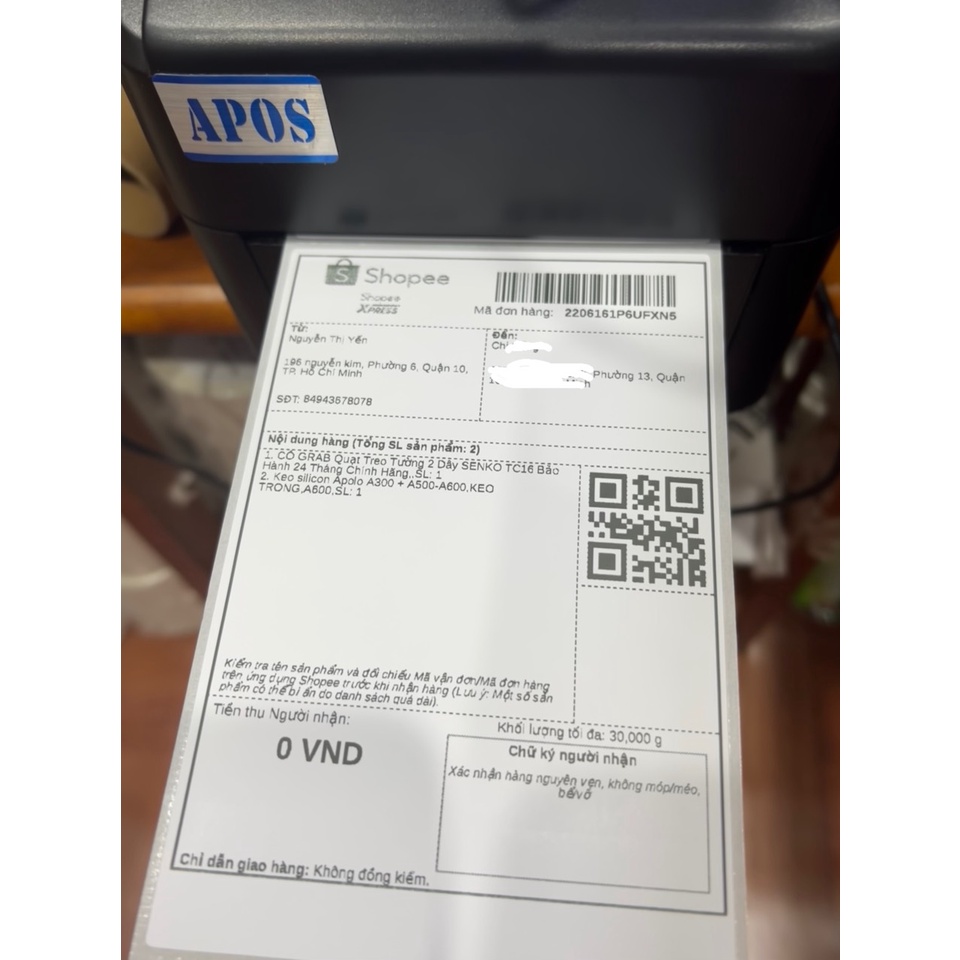 APOS
Shopee
Shopee
XPRESS
Mã đơn hàng: 2206161P6UFXN5
Từ:
Nguyễn Thị Yến
196 nguyễn kim, Phường 6, Quận 10,
TP. Hồ Chí Minh
SĐT: 84943578078
Đến:
Phường 13, Quận
Nội dung hàng (Tổng SL sản phẩm: 2)
1. CÓ GRAB Quạt Treo Tường 2 Dây SENKO TC16 Bảo
Hành 24 Tháng Chính Hãng,,SL: 1
2. Keo silicon Apolo A300 + A500-A600,KEO
TRONG,A600,SL: 1
Kiểm tra tên sản phẩm và đối chiếu Mã vận đơn/Mã đơn hàng
trên ứng dụng Shopee trước khi nhận hàng (Lưu ý: Một số sản
phẩm có thể bị ẩn do danh sách quá dài).
Tiền thu Người nhận:
0 VND
Khối lượng tối đa: 30,000 g
Chữ ký người nhận
Xác nhận hàng nguyên vẹn, không móp/méo,
bể/vỡ
Chỉ dẫn giao hàng: Không đồng kiểm.